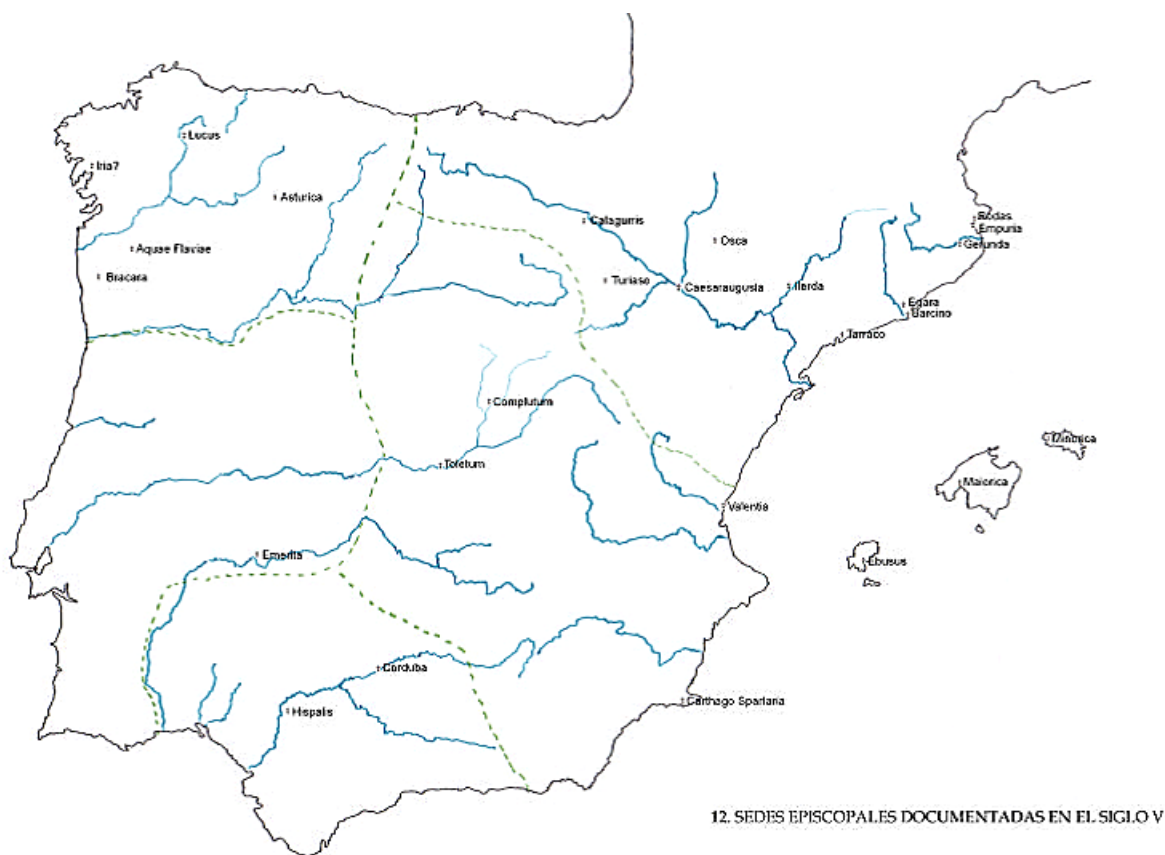 Lucus
Iria?
Asturica
Aquae Flaviae
Bracara
Calagurris
Osca
Rodas
Empuria
Gerunda
Turiaso
Caesaraugusta
Ilerda
Egara
Barcino
Tarraco
Complutum
Toletum
Minorica
Maiorica
Valentia
Emerita
Ebusus
Corduba
Hispalis
Carthago Spartaria
12. SEDES EPISCOPALES DOCUMENTADAS EN EL SIGLO V